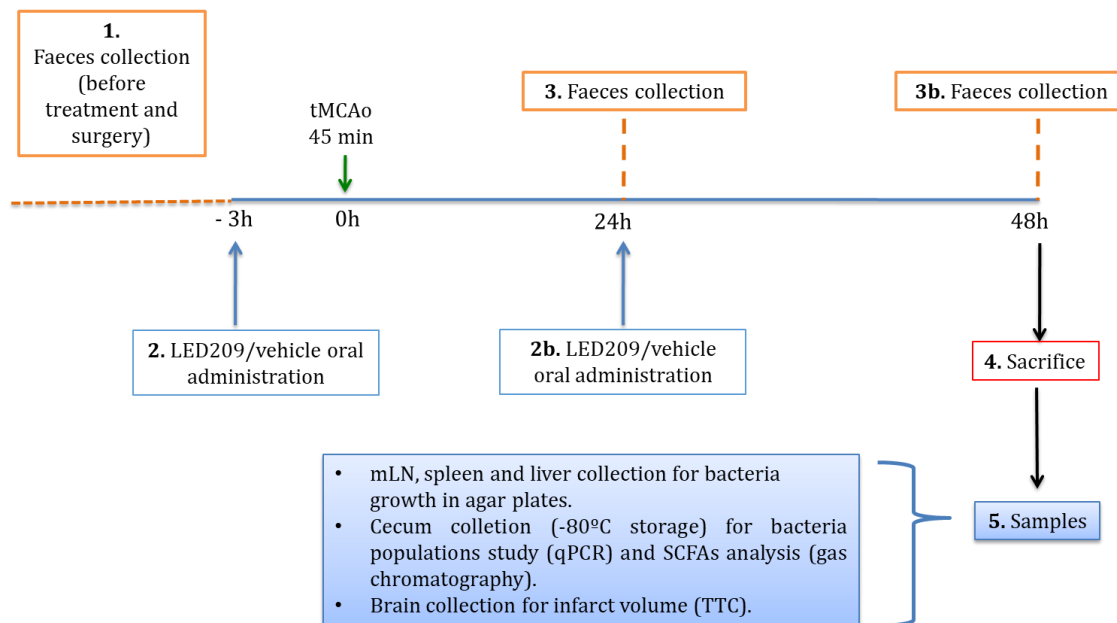 1.
Faeces collection
(before
treatment and
surgery)
tMCAo
45 min
3. Faeces collection
3b. Faeces collection
- 3h
0h
24h
48h
2. LED209/vehicle oral
administration
2b. LED209/vehicle
oral administration
4. Sacrifice
• mLN, spleen and liver collection for bacteria
growth in agar plates.
• Cecum colletion (-80ºC storage) for bacteria
populations study (qPCR) and SCFAs analysis (gas
chromatography).
• Brain collection for infarct volume (TTC).
5. Samples